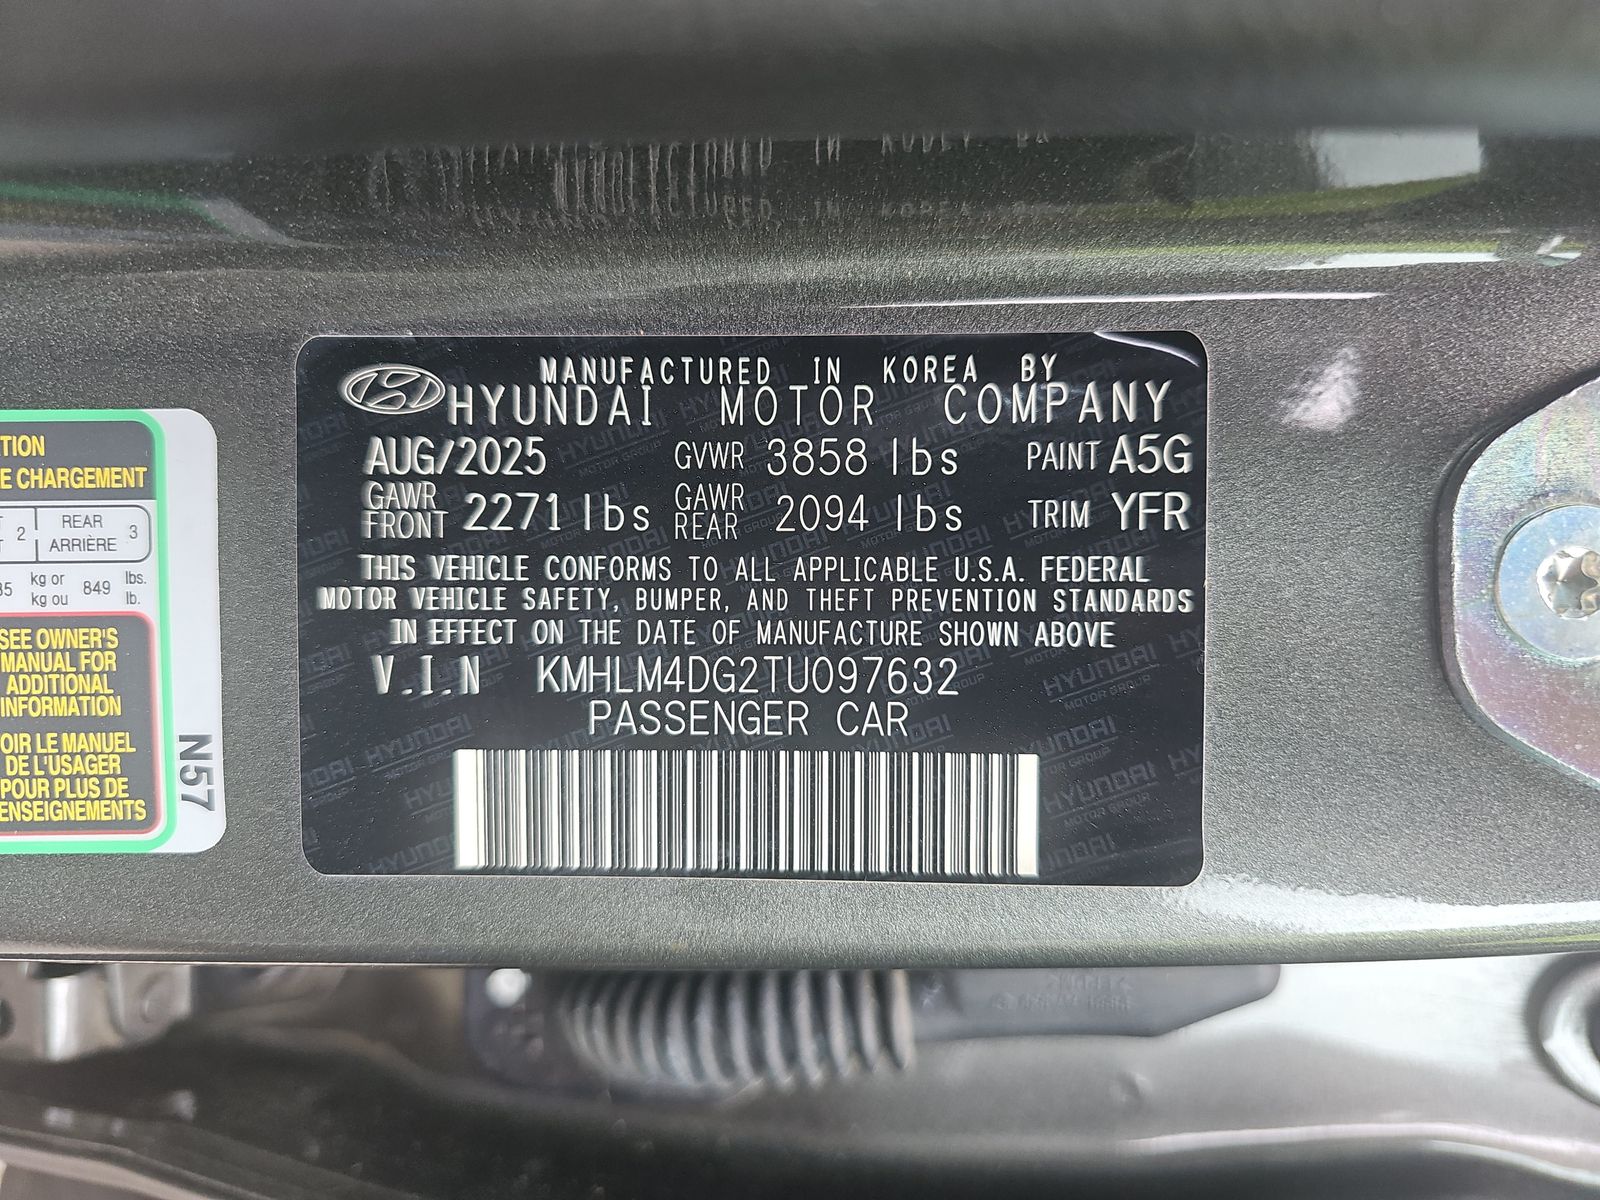 TION
E CHARGEMENT
2 | REAR 3
ARRIÈRE
kg or 849 lbs.
kg ou lb.
SEE OWNER'S
MANUAL FOR
ADDITIONAL
INFORMATION
OIR LE MANUEL
DE L'USAGER
POUR PLUS DE
ENSEIGNEMENTS
N57
MANUFACTURED IN KOREA BY
HYUNDAI MOTOR COMPANY
AUG/2025 GVWR 3858 lbs PAINT A5G
GAWR FRONT 2271 lbs GAWR REAR 2094 lbs TRIM YFR
THIS VEHICLE CONFORMS TO ALL APPLICABLE U.S.A. FEDERAL
MOTOR VEHICLE SAFETY, BUMPER, AND THEFT PREVENTION STANDARDS
IN EFFECT ON THE DATE OF MANUFACTURE SHOWN ABOVE
V.I.N KMHLM4DG2TU097632
PASSENGER CAR
HYUNDAI
MOTOR GROUP